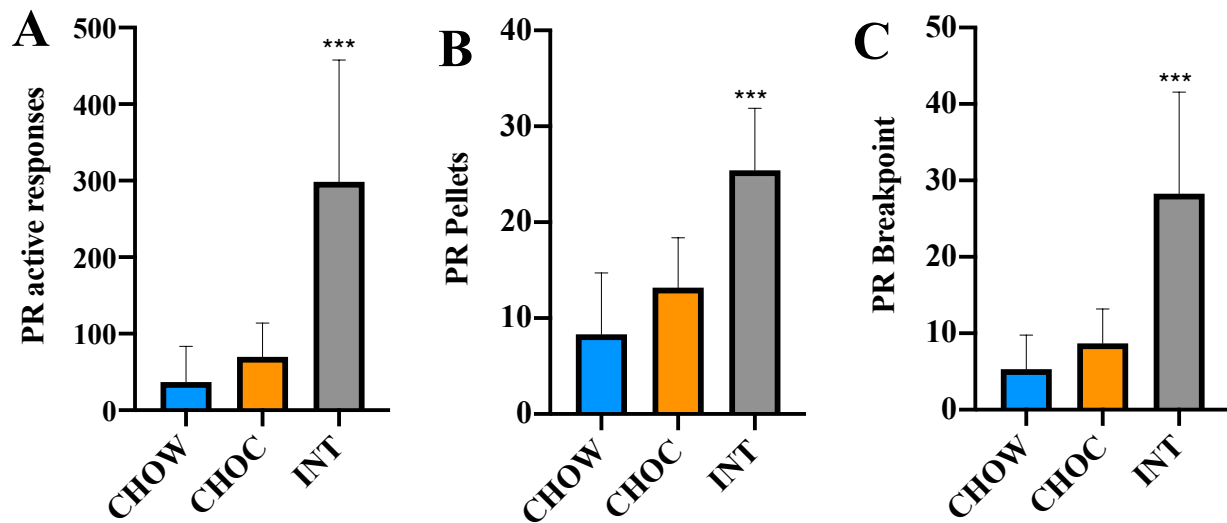 A
PR active responses
500
400
300
200
100
0
***
CHOW
CHOC
INT
B
PR Pellets
40
30
20
10
0
***
CHOW
CHOC
INT
C
PR Breakpoint
50
40
30
20
10
0
***
CHOW
CHOC
INT